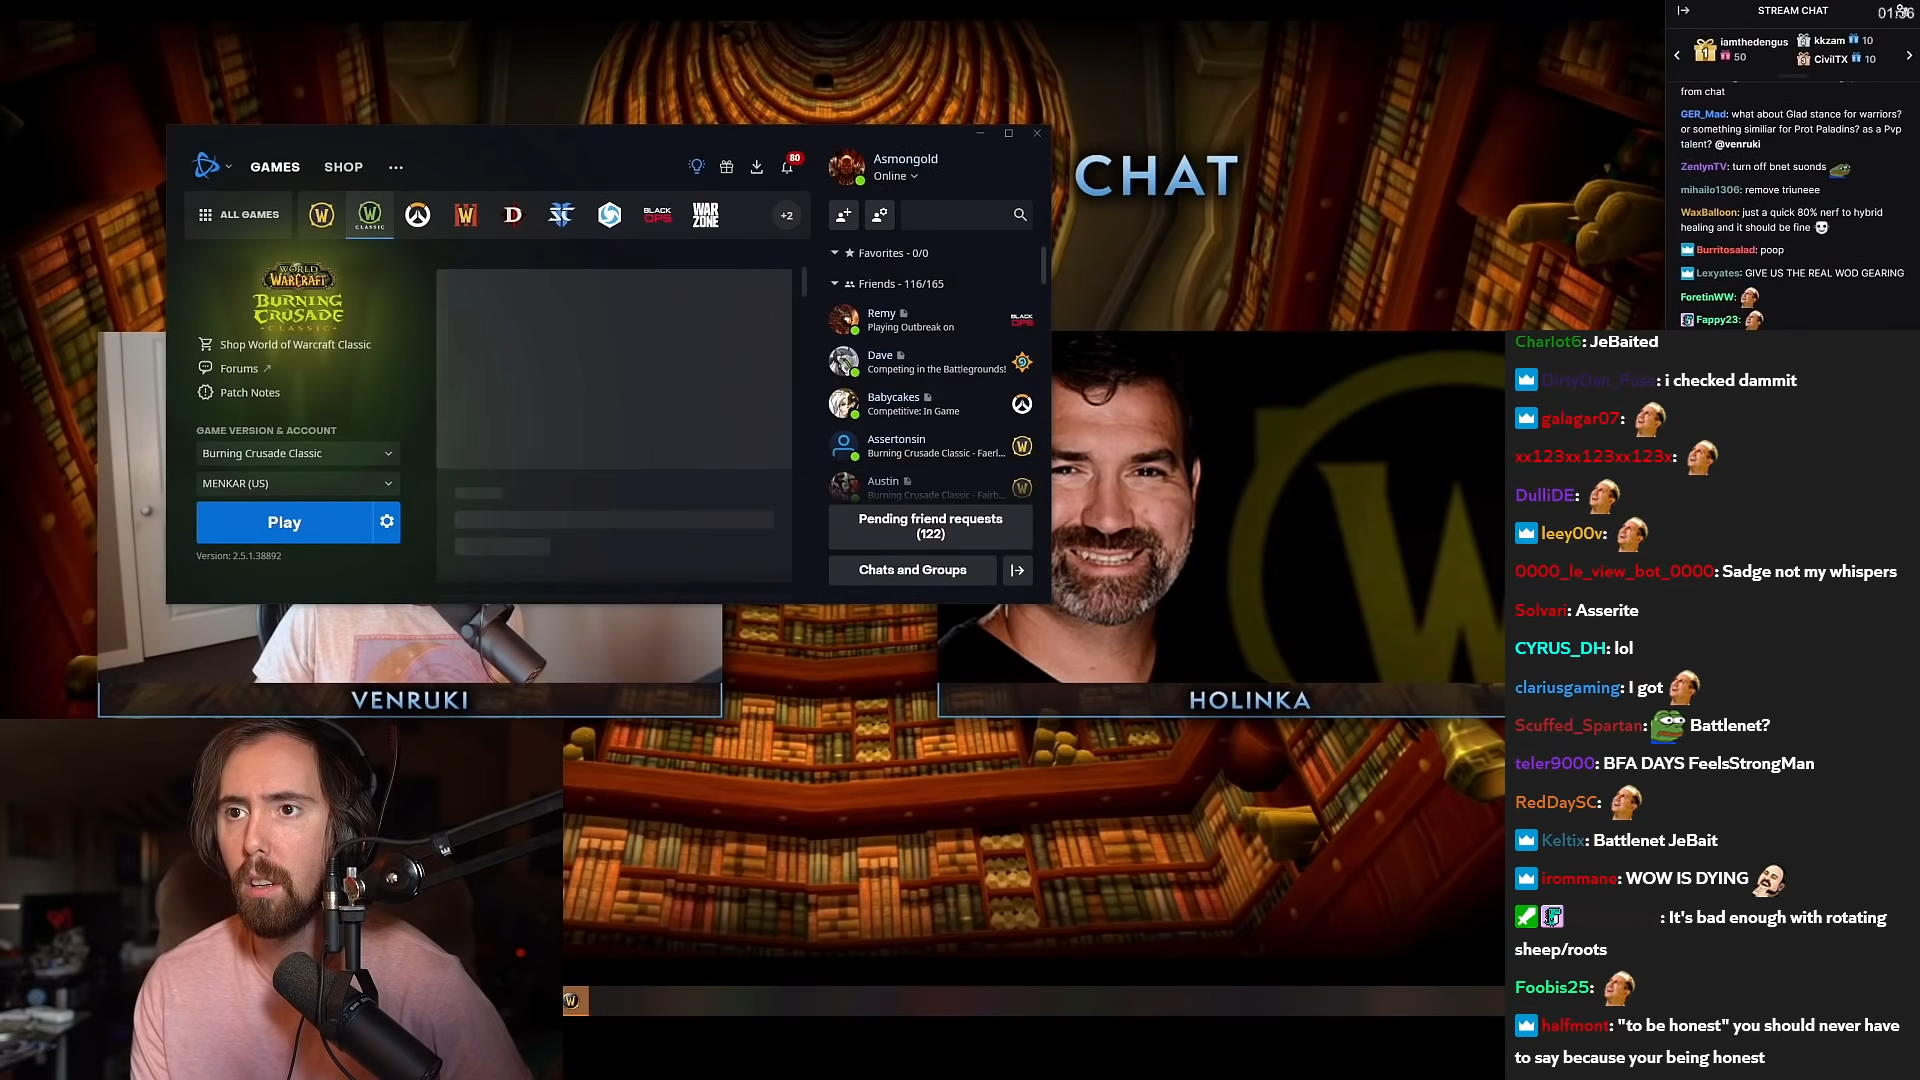 STREAM CHAT
iamthedengus
50
kkzam 10
CivilTX 10
from chat
GER_Mad: what about Glad stance for warriors?
or something similiar for Prot Paladins? as a Pvp
talent? @venruki
ZenlynTV: turn off bnet suonds
mihailo1306: remove triuneee
WaxBalloon: just a quick 80% nerf to hybrid
healing and it should be fine
Burritosalad: poop
Lexyates: GIVE US THE REAL WOD GEARING
ForetinWW:
Fappy23:
CHAT
GAMES
SHOP
80
Asmongold
Online
ALL GAMES
CLASSIC
BLACK OPS
WAR ZONE
+2
WORLD
WARCRAFT
BURNING
CRUSADE
CLASSIC
Shop World of Warcraft Classic
Forums
Patch Notes
GAME VERSION & ACCOUNT
Burning Crusade Classic
MENKAR (US)
Play
Version: 2.5.1.38892
Favorites - 0/0
Friends - 116/165
Remy
Playing Outbreak on
BLACK OPS
Dave
Competing in the Battlegrounds!
Babycakes
Competitive: In Game
Assertonsin
Burning Crusade Classic - Faerl...
Austin
Burning Crusade Classic - Fairb...
Pending friend requests
(122)
Chats and Groups
VENRUKI
HOLINKA
Charlot6: JeBaited
DirtyDan_Fuse: i checked dammit
galagar07:
xx123xx123xx123x:
DulliDE:
leey00v:
0000_le_view_bot_0000: Sadge not my whispers
Solvari: Asserite
CYRUS_DH: lol
clariusgaming: I got
Scuffed_Spartan: Battlenet?
teler9000: BFA DAYS FeelsStrongMan
RedDaySC:
Keltix: Battlenet JeBait
irommane: WOW IS DYING
: It's bad enough with rotating
sheep/roots
Foobis25:
halfmont: "to be honest" you should never have
to say because your being honest